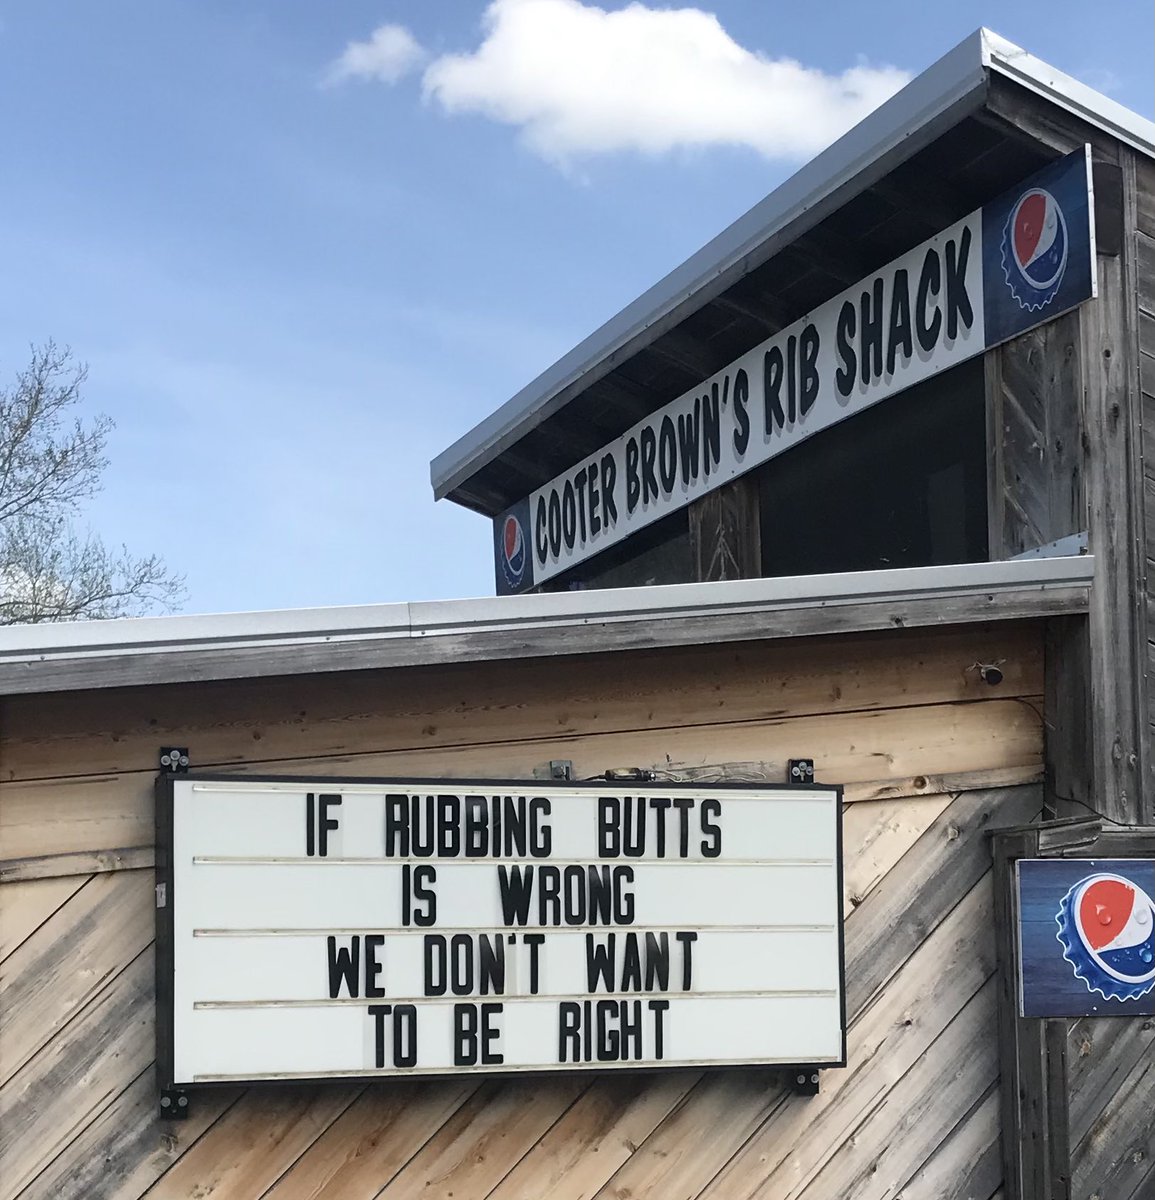 COOTER BROWN'S RIB SHACK
IF RUBBING BUTTS
IS WRONG
WE DON'T WANT
TO BE RIGHT